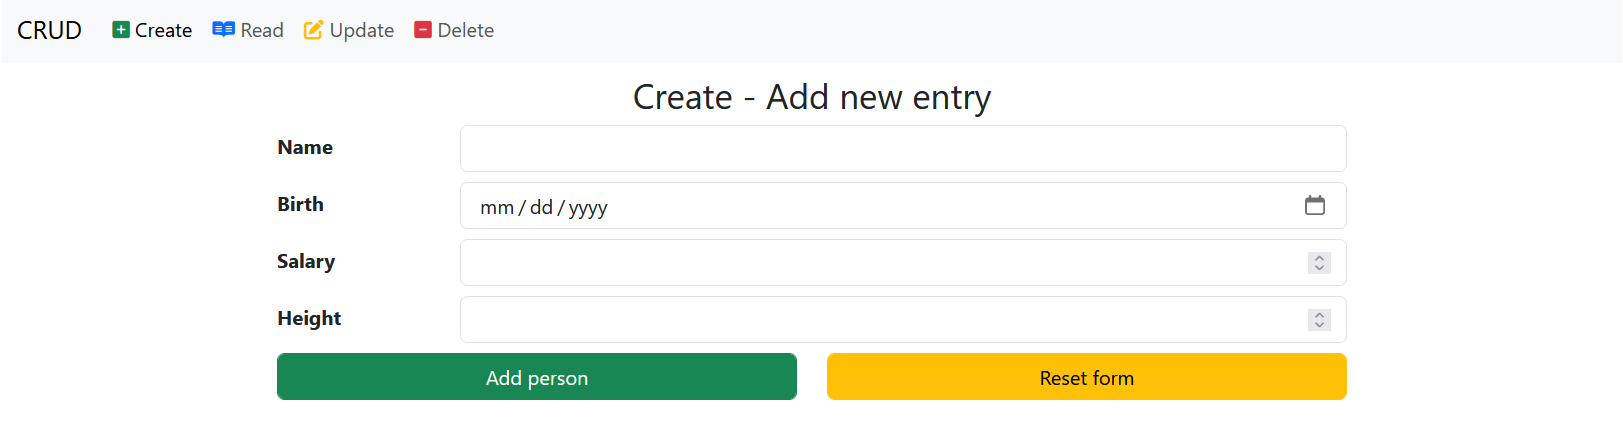 CRUD Create Read Update Delete
Create - Add new entry
Name
Birth mm/dd/yyyy
Salary
Height
Add person Reset form